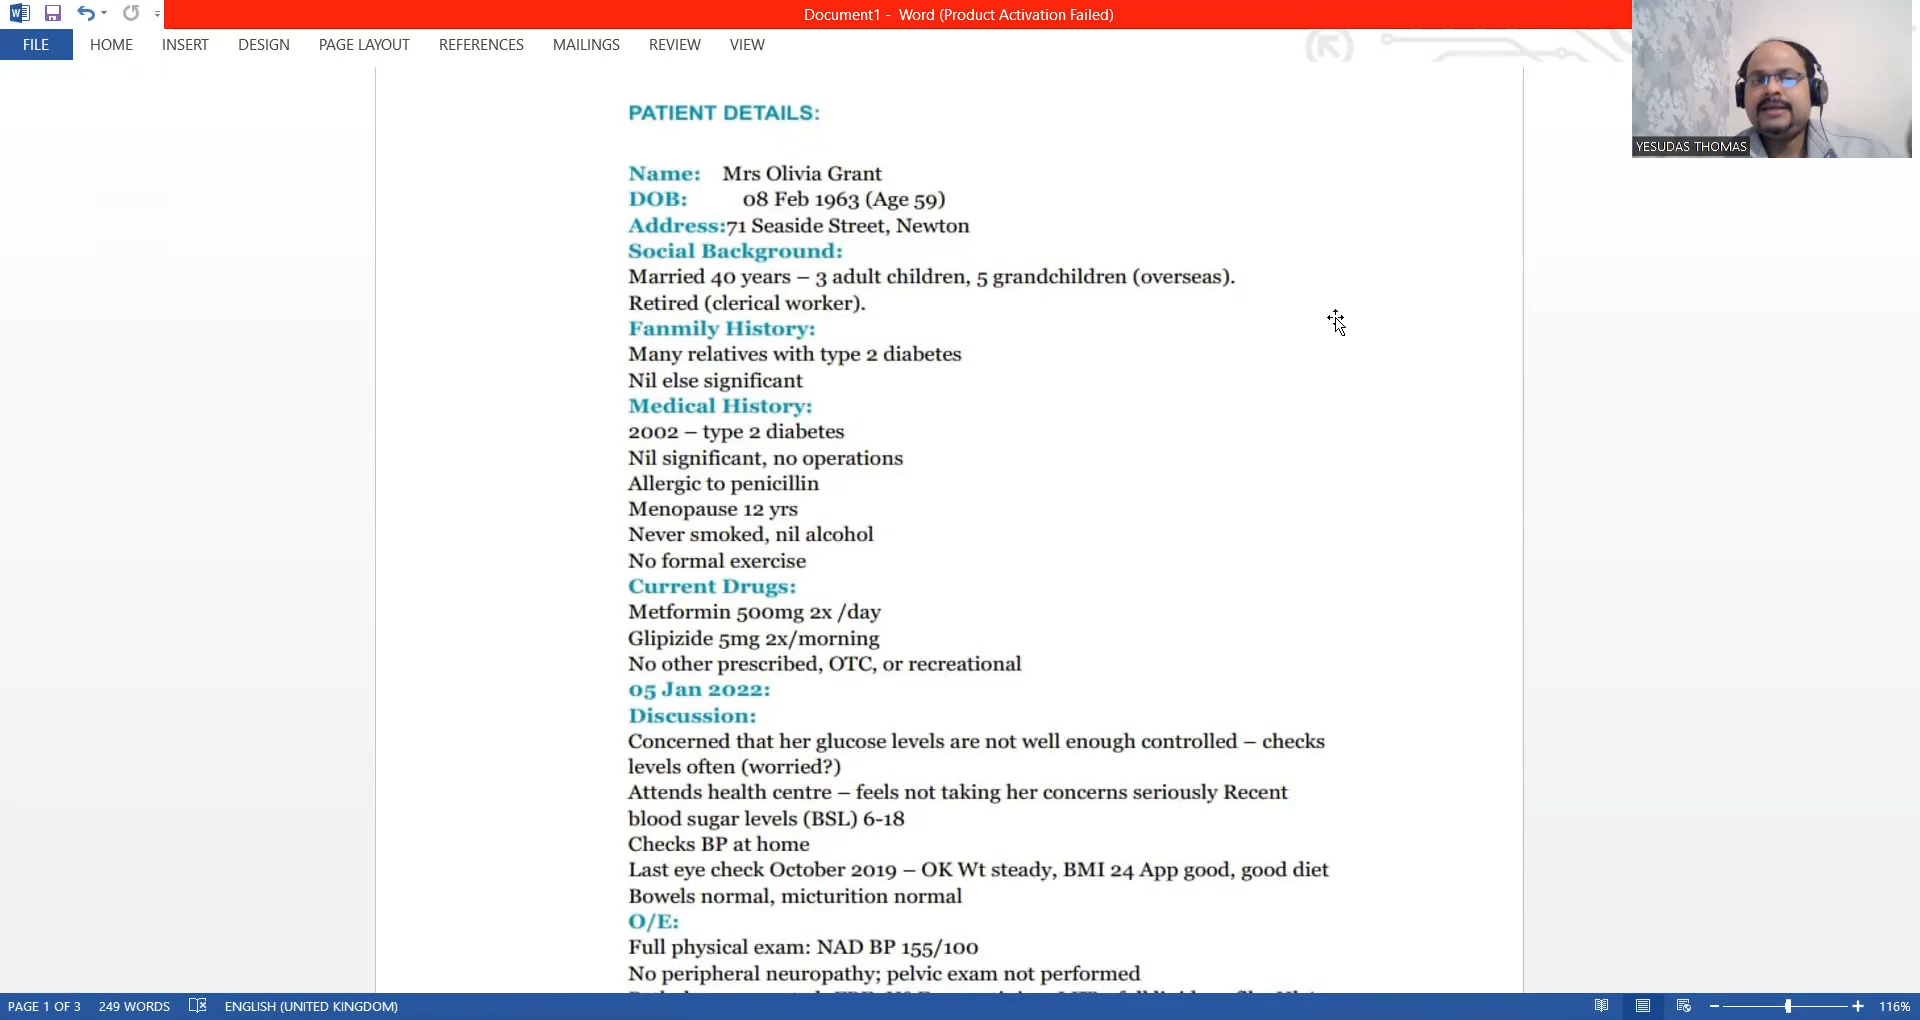 Document1 - Word (Product Activation Failed)
FILE HOME INSERT DESIGN PAGE LAYOUT REFERENCES MAILINGS REVIEW VIEW
YESUDAS THOMAS
PATIENT DETAILS:
Name: Mrs Olivia Grant
DOB: 08 Feb 1963 (Age 59)
Address:71 Seaside Street, Newton
Social Background:
Married 40 years – 3 adult children, 5 grandchildren (overseas).
Retired (clerical worker).
Fanmily History:
Many relatives with type 2 diabetes
Nil else significant
Medical History:
2002 – type 2 diabetes
Nil significant, no operations
Allergic to penicillin
Menopause 12 yrs
Never smoked, nil alcohol
No formal exercise
Current Drugs:
Metformin 500mg 2x /day
Glipizide 5mg 2x/morning
No other prescribed, OTC, or recreational
05 Jan 2022:
Discussion:
Concerned that her glucose levels are not well enough controlled – checks
levels often (worried?)
Attends health centre – feels not taking her concerns seriously Recent
blood sugar levels (BSL) 6-18
Checks BP at home
Last eye check October 2019 – OK Wt steady, BMI 24 App good, good diet
Bowels normal, micturition normal
O/E:
Full physical exam: NAD BP 155/100
No peripheral neuropathy; pelvic exam not performed
PAGE 1 OF 3 249 WORDS ENGLISH (UNITED KINGDOM) 116%